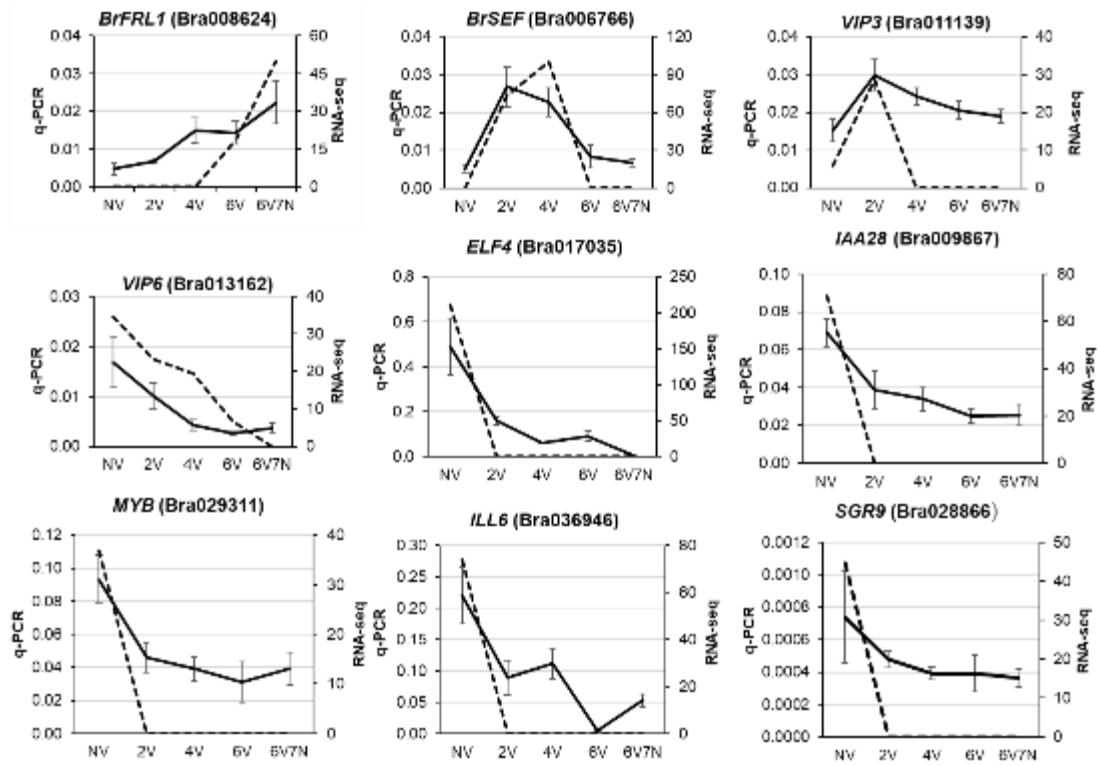 BrFRL1 (Bra008624)
0.04
0.03
0.02
0.01
0.00
q-PCR
60
45
30
15
0
RNA-seq
NV 2V 4V 6V 6V7N
BrSEF (Bra006766)
0.04
0.03
0.02
0.01
0.00
q-PCR
120
90
60
30
0
RNA-seq
NV 2V 4V 6V 6V7N
VIP3 (Bra011139)
0.04
0.03
0.02
0.01
0.00
q-PCR
40
30
20
10
0
RNA-seq
NV 2V 4V 6V 6V7N
VIP6 (Bra013162)
0.03
0.02
0.01
0.00
q-PCR
40
30
20
10
0
RNA-seq
NV 2V 4V 6V 6V7N
ELF4 (Bra017035)
0.8
0.6
0.4
0.2
0.0
q-PCR
250
200
150
100
50
0
RNA-seq
NV 2V 4V 6V 6V7N
IAA28 (Bra009867)
0.10
0.08
0.06
0.04
0.02
0.00
q-PCR
80
60
40
20
0
RNA-seq
NV 2V 4V 6V 6V7N
MYB (Bra029311)
0.12
0.10
0.08
0.06
0.04
0.02
0.00
q-PCR
40
30
20
10
0
RNA-seq
NV 2V 4V 6V 6V7N
ILL6 (Bra036946)
0.30
0.25
0.20
0.15
0.10
0.05
0.00
q-PCR
80
60
40
20
0
RNA-seq
NV 2V 4V 6V 6V7N
SGR9 (Bra028866)
0.0012
0.0010
0.0008
0.0006
0.0004
0.0002
0.0000
q-PCR
50
40
30
20
10
0
RNA-seq
NV 2V 4V 6V 6V7N